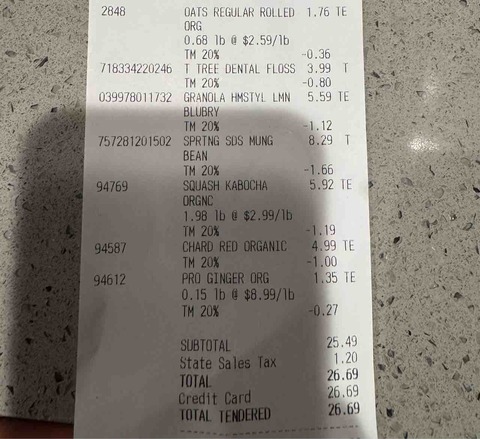 2848 OATS REGULAR ROLLED 1.76 TE
ORG
0.68 lb @ $2.59/lb
TM 20% -0.36
718334220246 T TREE DENTAL FLOSS 3.99 T
TM 20% -0.80
039978011732 GRANOLA HMSTYL LMN 5.59 TE
BLUBRY
TM 20% -1.12
757281201502 SPRTNG SDS MUNG 8.29 T
BEAN
TM 20% -1.66
94769 SQUASH KABOCHA 5.92 TE
ORGNC
1.98 lb @ $2.99/lb
TM 20% -1.19
94587 CHARD RED ORGANIC 4.99 TE
TM 20% -1.00
94612 PRO GINGER ORG 1.35 TE
0.15 lb @ $8.99/lb
TM 20% -0.27
SUBTOTAL 25.49
State Sales Tax 1.20
TOTAL 26.69
Credit Card 26.69
TOTAL TENDERED 26.69